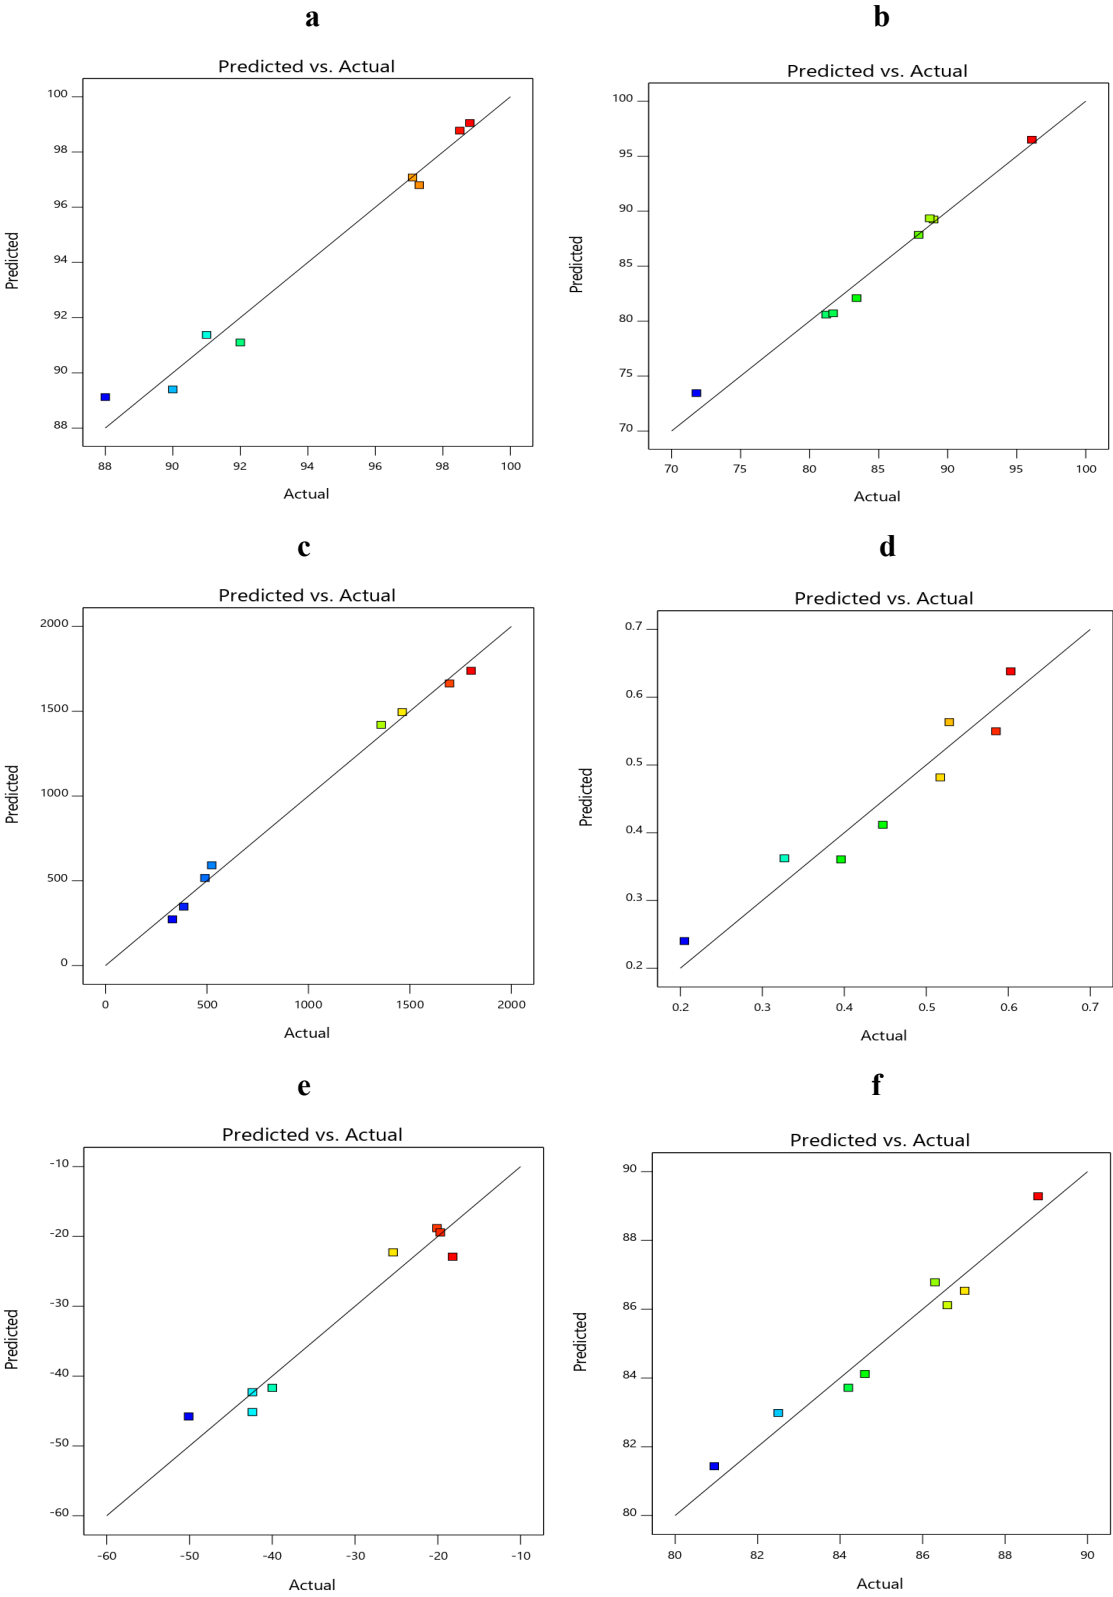 a
Predicted vs. Actual
100
98
96
94
92
90
88
Predicted
88 90 92 94 96 98 100
Actual
b
Predicted vs. Actual
100
95
90
85
80
75
70
Predicted
70 75 80 85 90 95 100
Actual
c
Predicted vs. Actual
2000
1500
1000
500
0
Predicted
0 500 1000 1500 2000
Actual
d
Predicted vs. Actual
0.7
0.6
0.5
0.4
0.3
0.2
Predicted
0.2 0.3 0.4 0.5 0.6 0.7
Actual
e
Predicted vs. Actual
-10
-20
-30
-40
-50
-60
Predicted
-60 -50 -40 -30 -20 -10
Actual
f
Predicted vs. Actual
90
88
86
84
82
80
Predicted
80 82 84 86 88 90
Actual